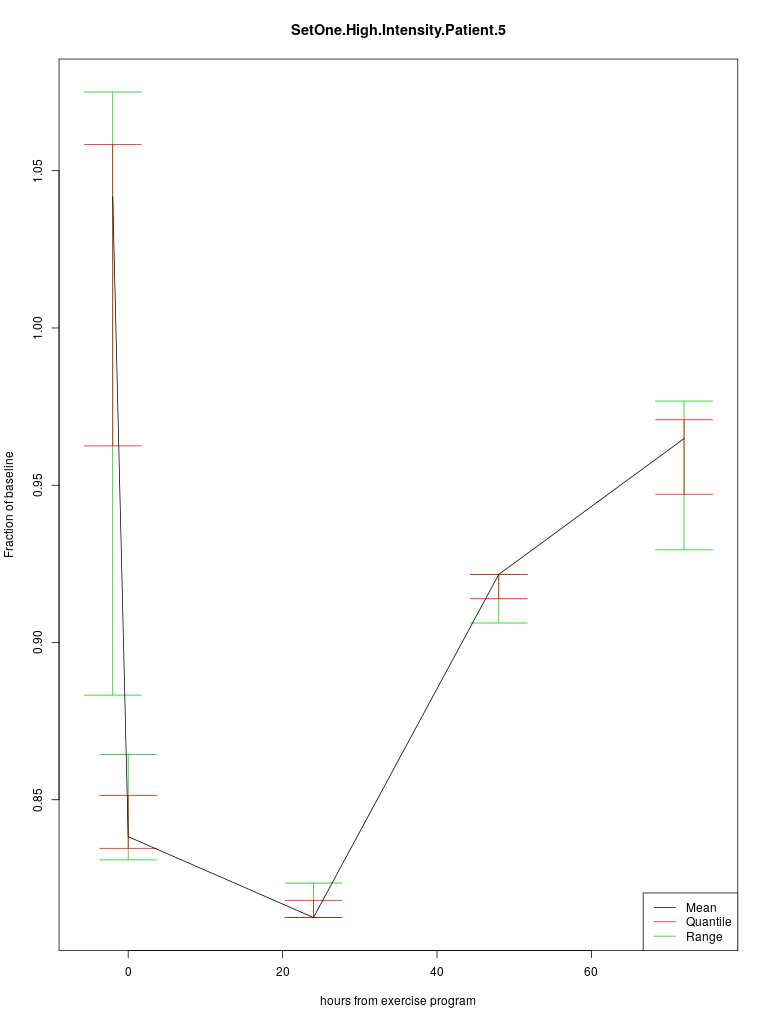 SetOne.High.Intensity.Patient.5
Fraction of baseline
1.05
1.00
0.95
0.90
0.85
0
20
40
60
hours from exercise program
Mean
Quantile
Range